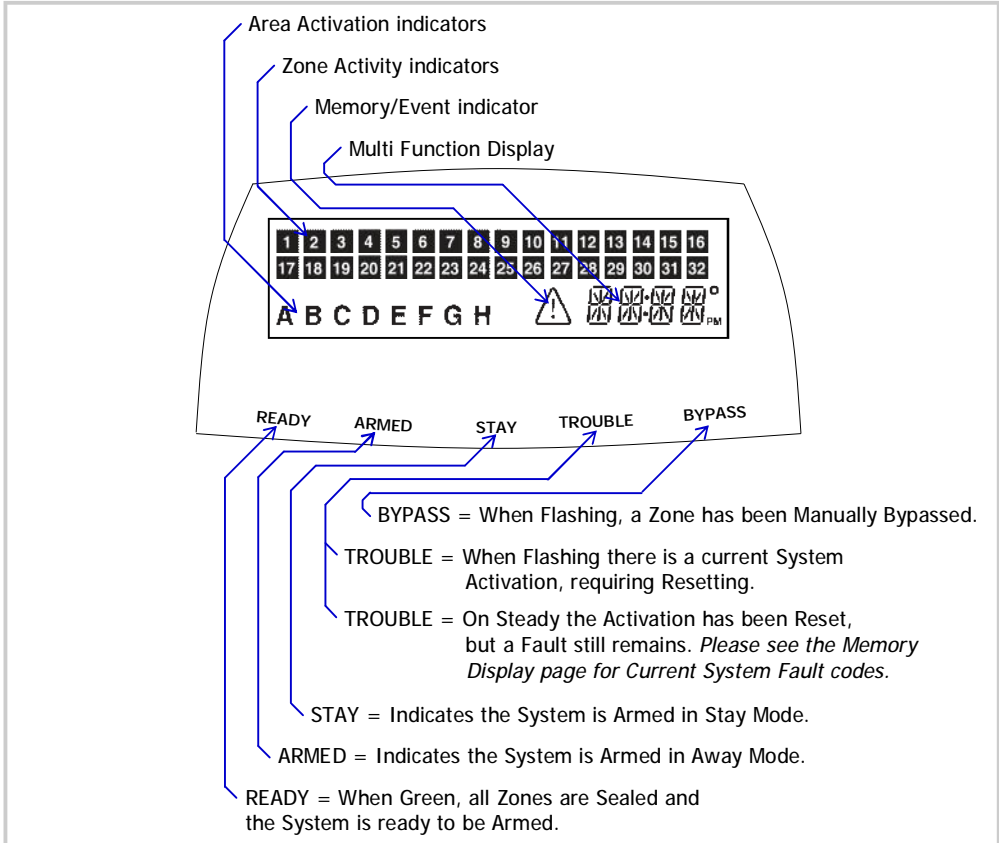 Area Activation indicators
Zone Activity indicators
Memory/Event indicator
Multi Function Display
1 2 3 4 5 6 7 8 9 10 11 12 13 14 15 16
17 18 19 20 21 22 23 24 25 26 27 28 29 30 31 32
A B C D E F G H
PM
READY ARMED STAY TROUBLE BYPASS
BYPASS = When Flashing, a Zone has been Manually Bypassed.
TROUBLE = When Flashing there is a current System
Activation, requiring Resetting.
TROUBLE = On Steady the Activation has been Reset,
but a Fault still remains. Please see the Memory
Display page for Current System Fault codes.
STAY = Indicates the System is Armed in Stay Mode.
ARMED = Indicates the System is Armed in Away Mode.
READY = When Green, all Zones are Sealed and
the System is ready to be Armed.